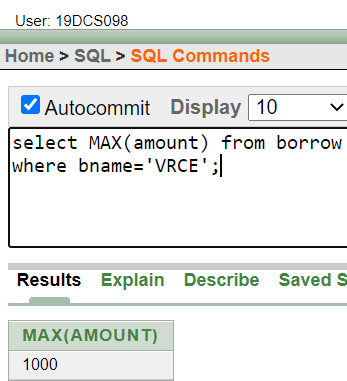 User: 19DCS098
Home > SQL > SQL Commands
Autocommit Display 10
select MAX(amount) from borrow
where bname='VRCE';
Results Explain Describe Saved S
MAX(AMOUNT)
1000